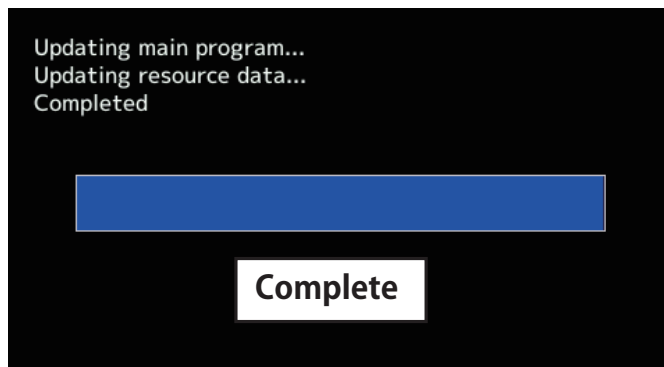 Updating main program...
Updating resource data...
Completed
Complete